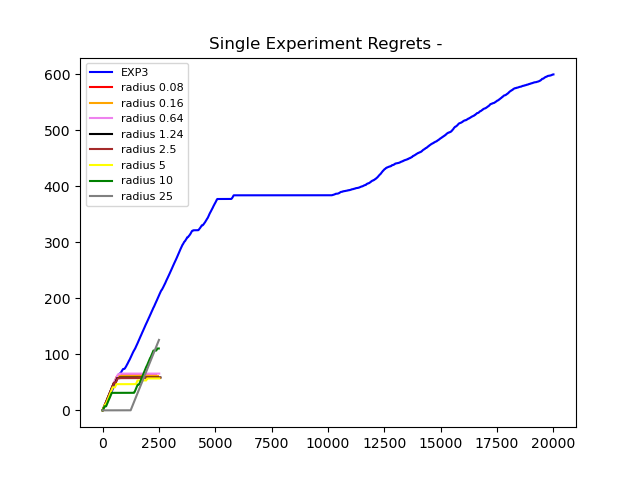 Single Experiment Regrets -
EXP3
radius 0.08
radius 0.16
radius 0.64
radius 1.24
radius 2.5
radius 5
radius 10
radius 25
600
500
400
300
200
100
0
0 2500 5000 7500 10000 12500 15000 17500 20000